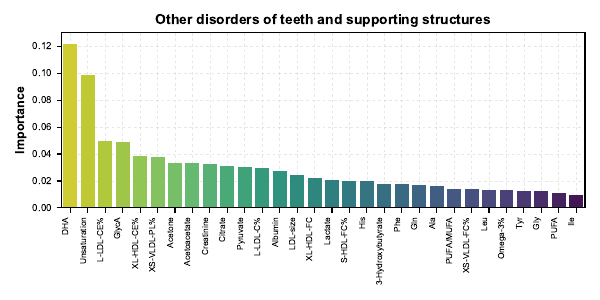 Other disorders of teeth and supporting structures
Importance
0.12
0.10
0.08
0.06
0.04
0.02
0.00
DHA
Unsaturation
L-LDL-CE%
GlycA
XL-HDL-CE%
XS-VLDL-PL%
Acetone
Acetoacetate
Creatinine
Citrate
Pyruvate
L-LDL-C%
Albumin
LDL-size
XL-HDL-FC
Lactate
S-HDL-FC%
His
3-Hydroxybutyrate
Phe
Gln
Ala
PUFA/MUFA
XS-VLDL-FC%
Leu
Omega-3%
Tyr
Gly
PUFA
Ile